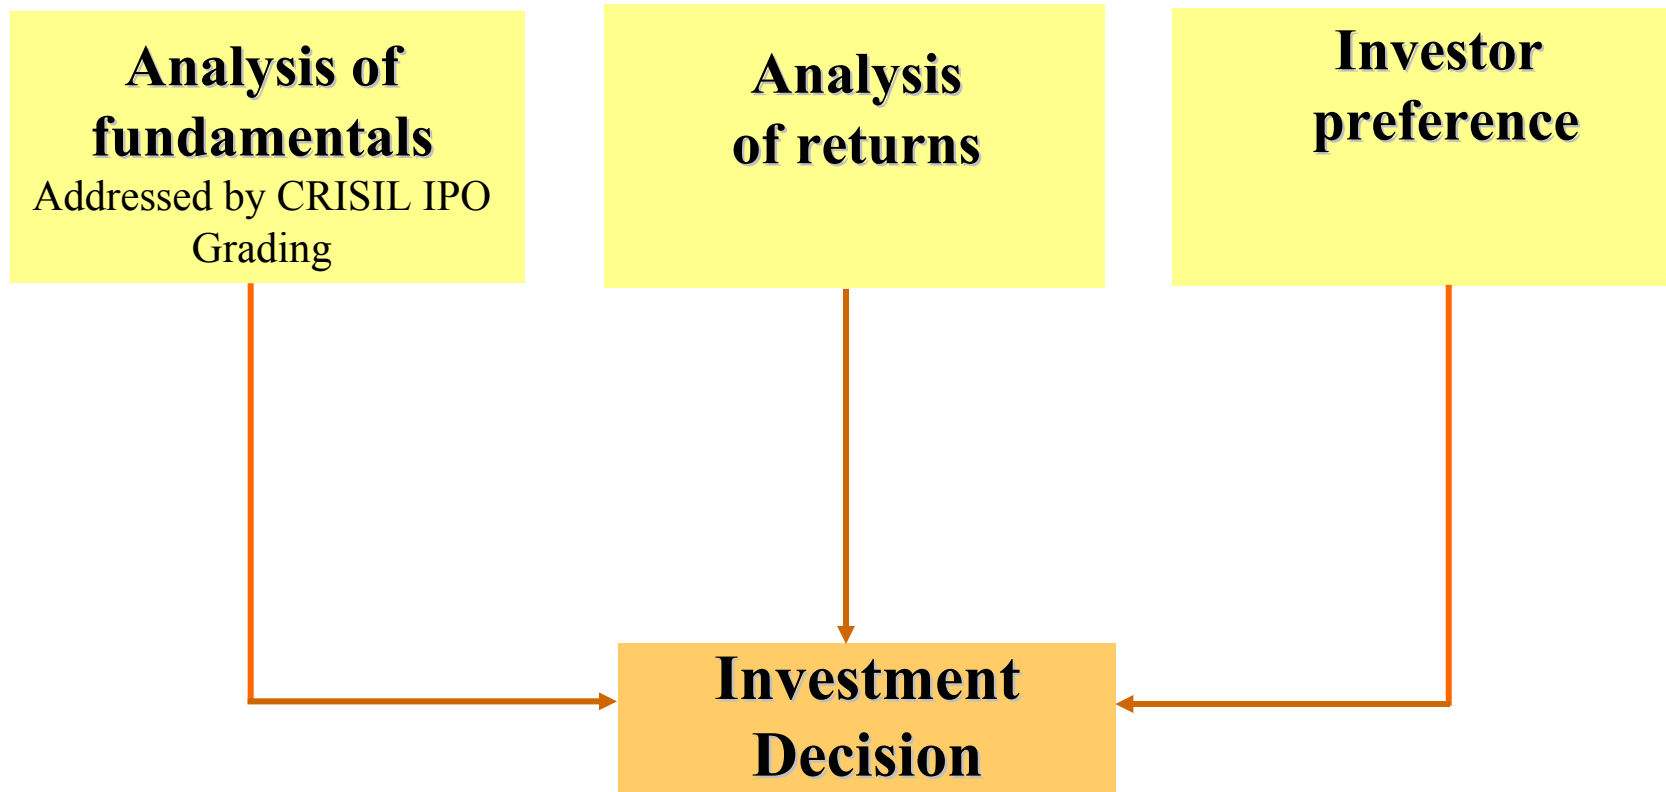 Analysis of
fundamentals
Addressed by CRISIL IPO
Grading
Analysis
of returns
Investor
preference
Investment
Decision